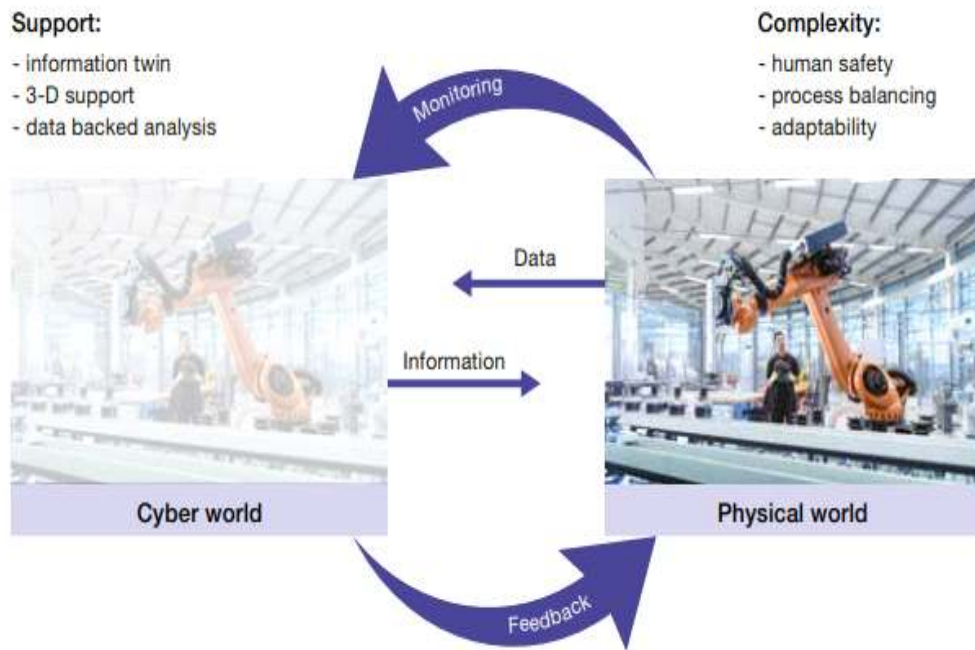 Support:
- information twin
- 3-D support
- data backed analysis
Complexity:
- human safety
- process balancing
- adaptability
Monitoring
Data
Information
Cyber world
Physical world
Feedback